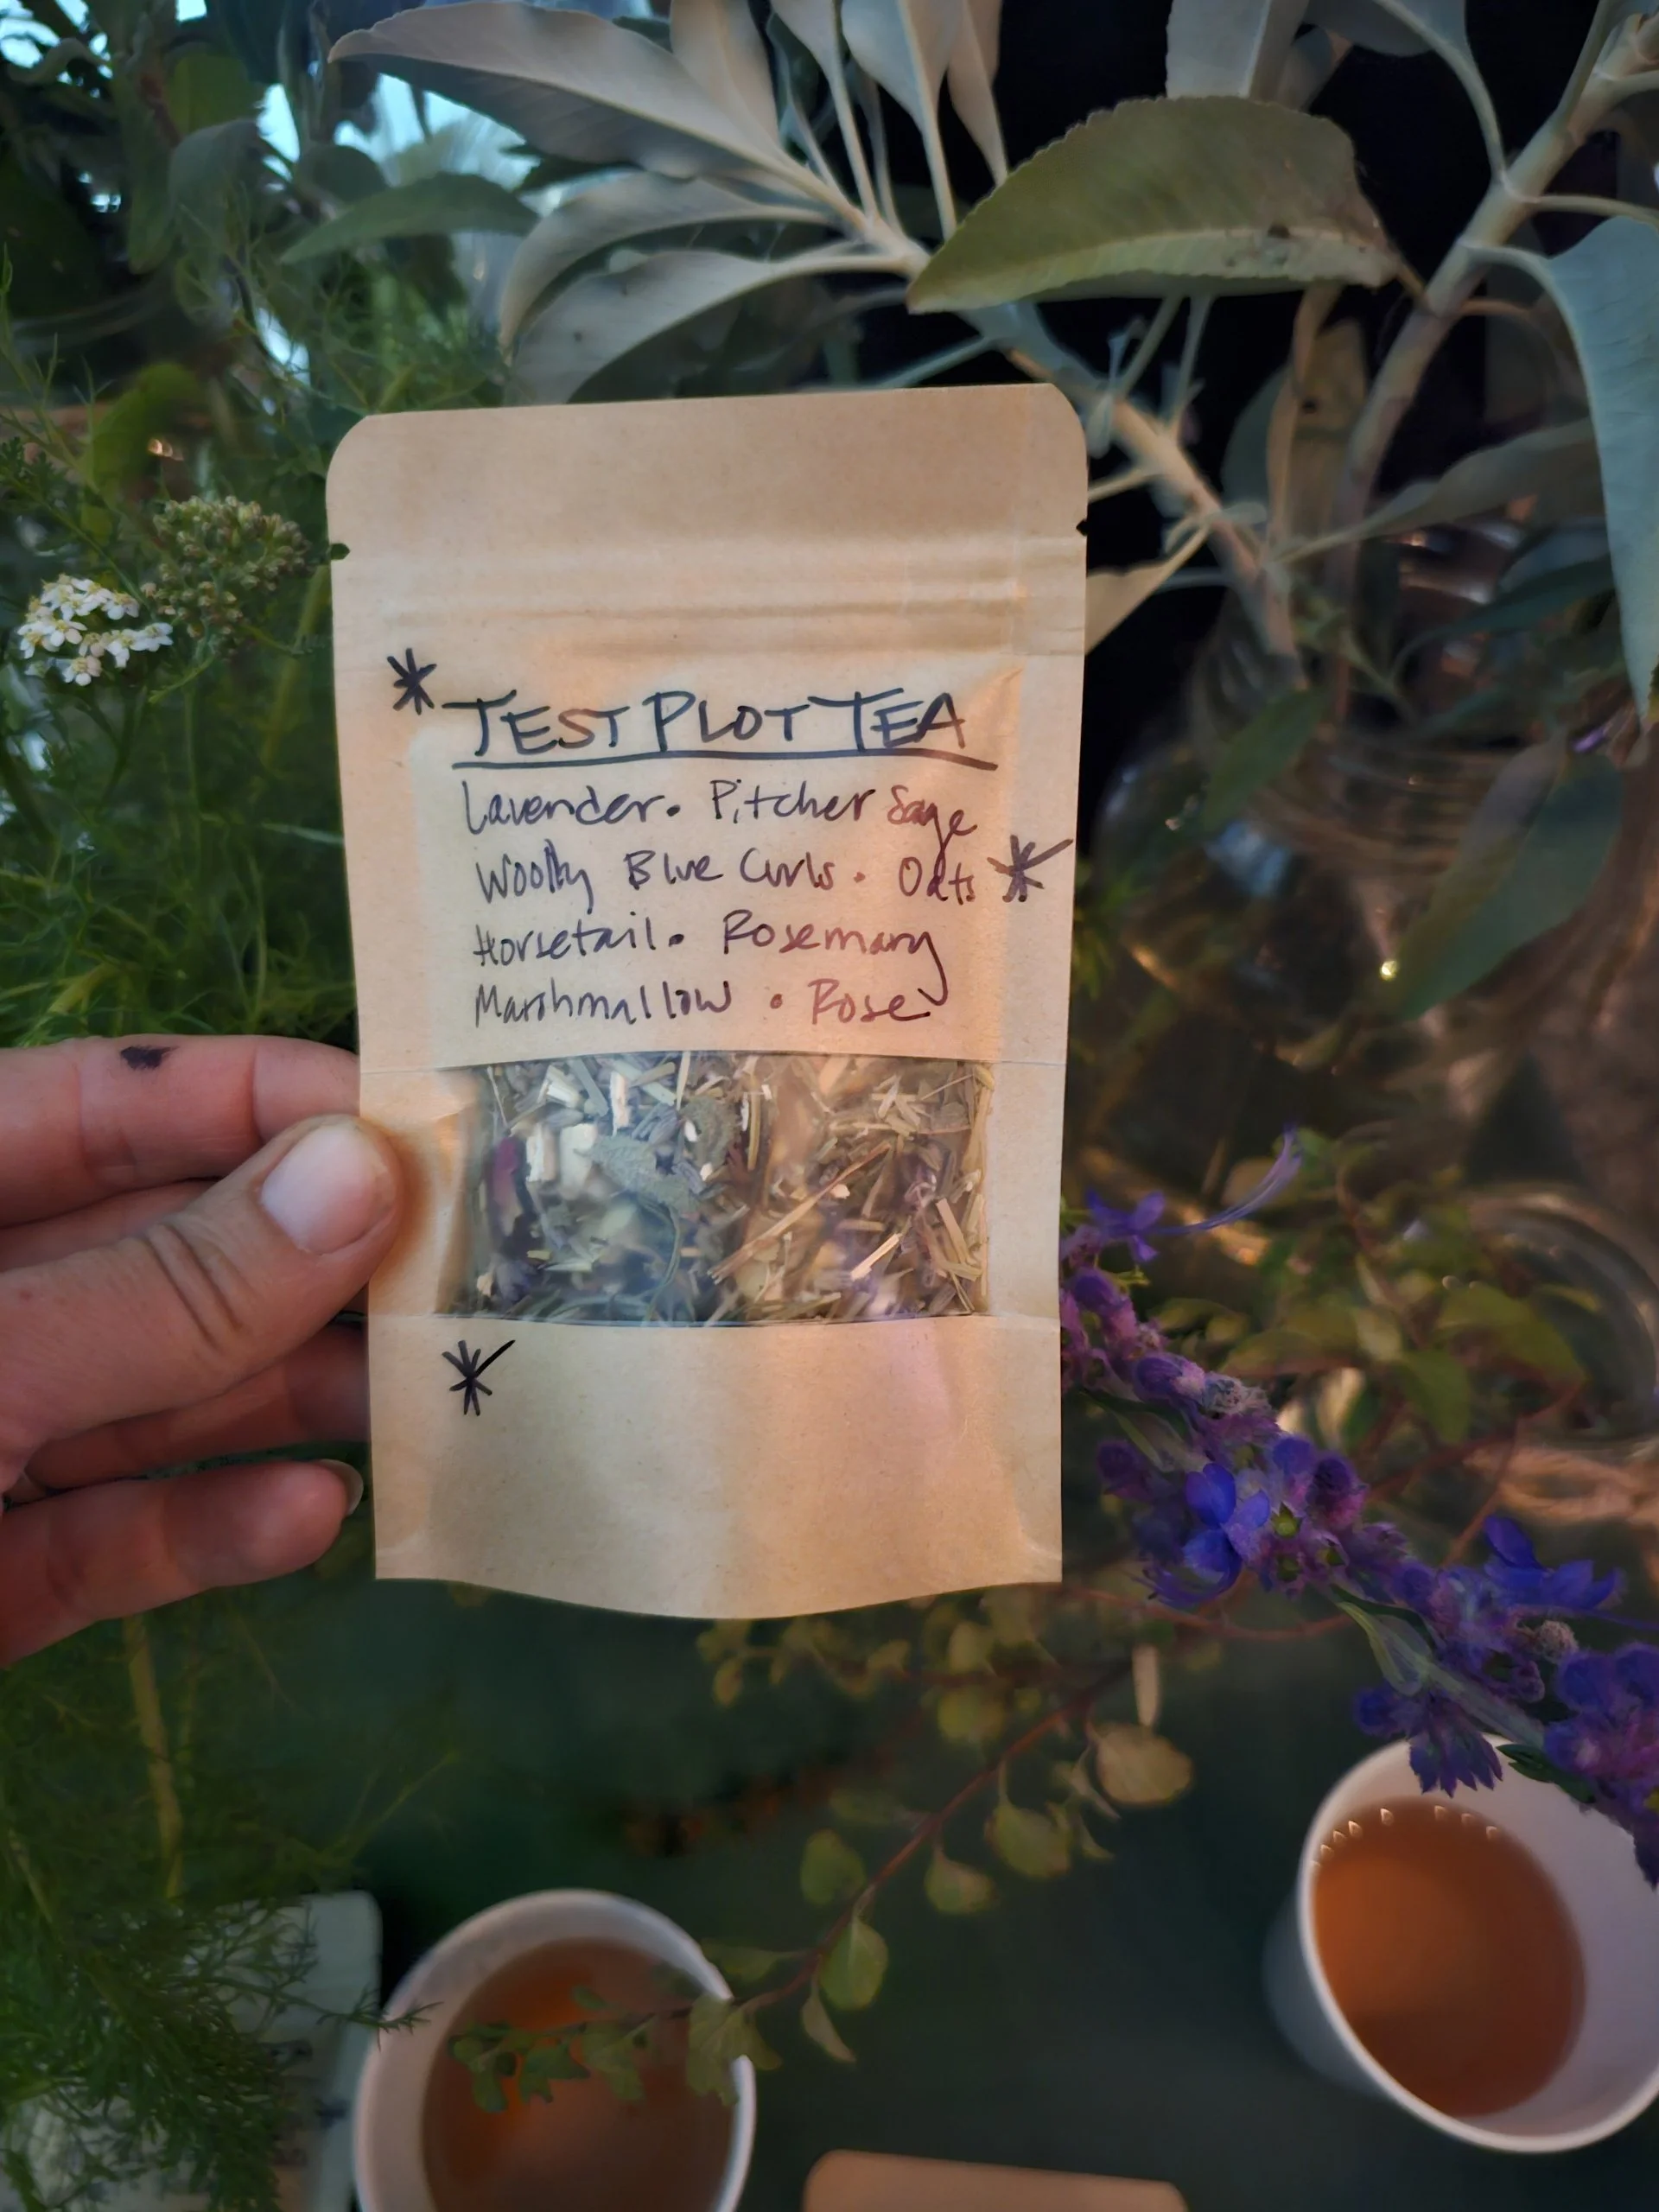 TEST PLOT TEA
Lavender • Pitcher Sage
Woolly Blue Curls • Oats
Horsetail • Rosemary
Marshmallow • Rose